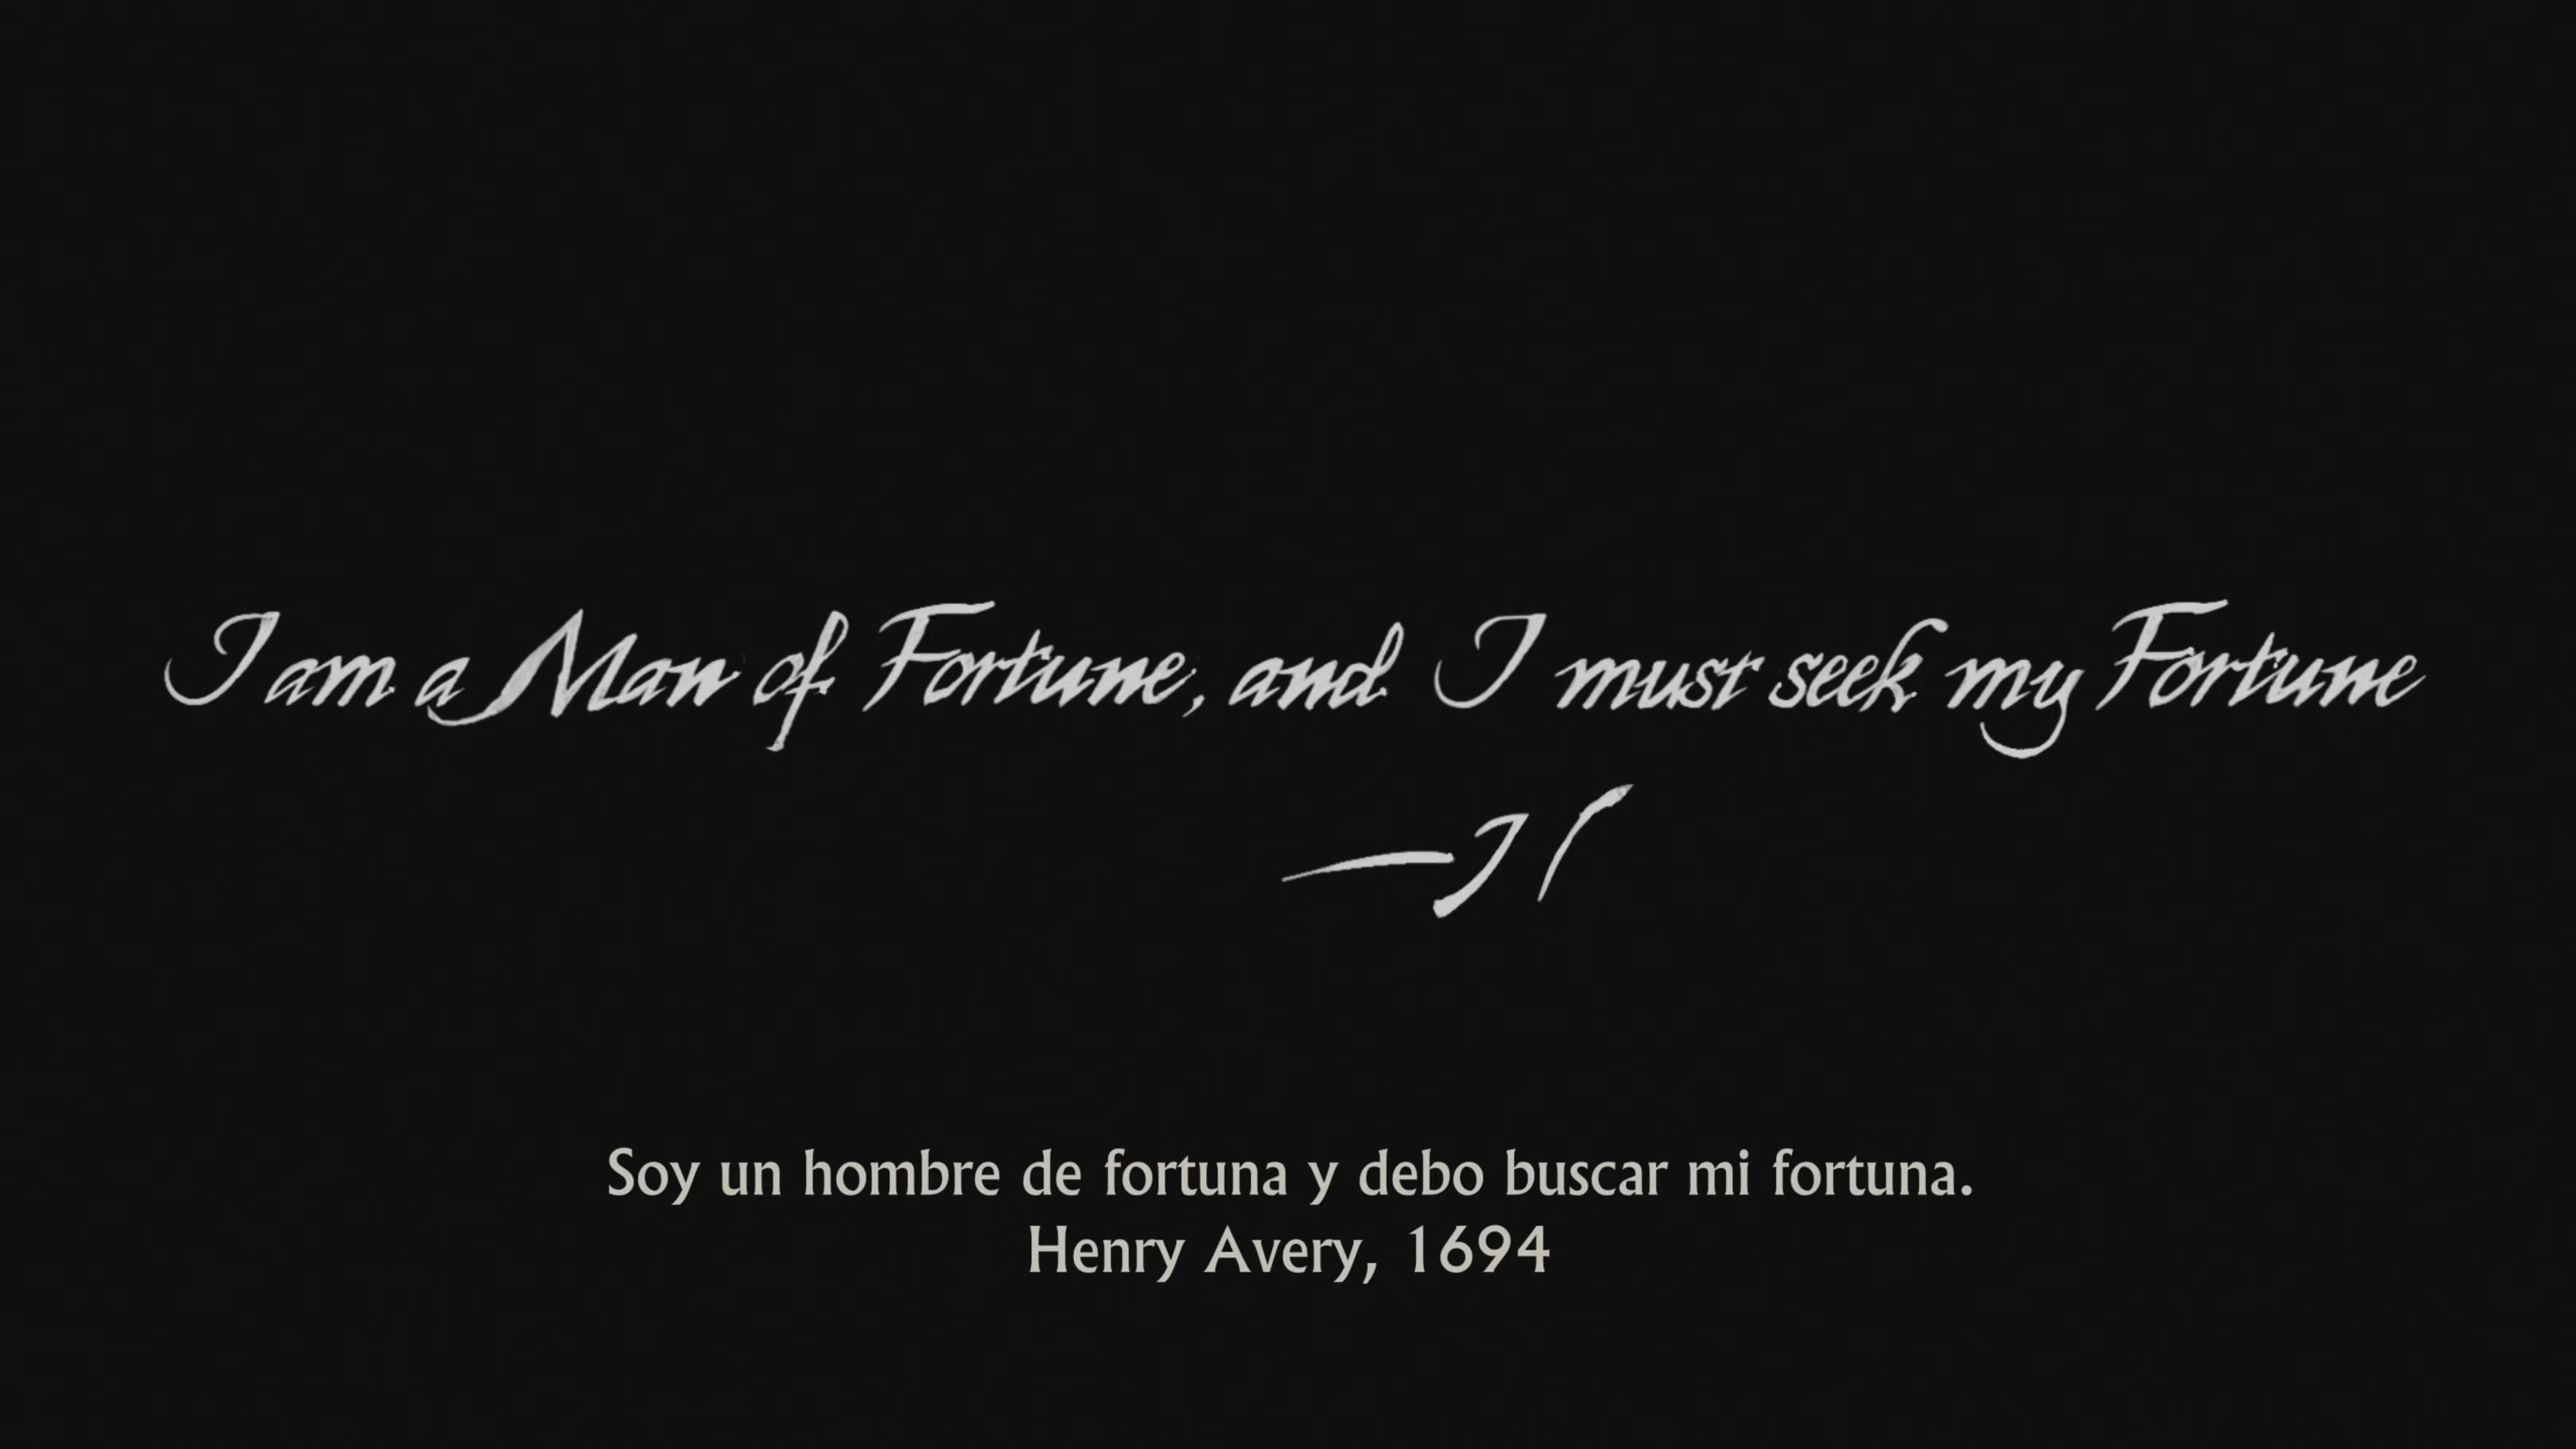 I am a Man of Fortune, and I must seek my Fortune
Soy un hombre de fortuna y debo buscar mi fortuna.
Henry Avery, 1694